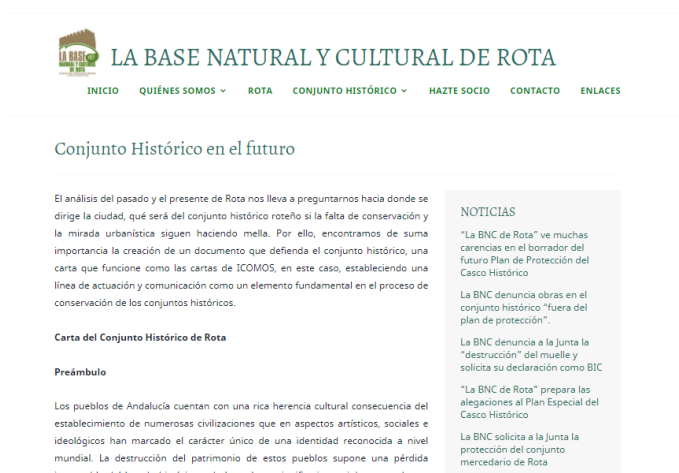 LA BASE
LA BASE NATURAL Y CULTURAL DE ROTA
INICIO QUIÉNES SOMOS ROTA CONJUNTO HISTÓRICO HAZTE SOCIO CONTACTO ENLACES
Conjunto Histórico en el futuro
El análisis del pasado y el presente de Rota nos lleva a preguntarnos hacia donde se
dirige la ciudad, qué será del conjunto histórico roteño si la falta de conservación y
la mirada urbanística siguen haciendo mella. Por ello, encontramos de suma
importancia la creación de un documento que defienda el conjunto histórico, una
carta que funcione como las cartas de ICOMOS, en este caso, estableciendo una
línea de actuación y comunicación como un elemento fundamental en el proceso de
conservación de los conjuntos históricos.
Carta del Conjunto Histórico de Rota
Preámbulo
Los pueblos de Andalucía cuentan con una rica herencia cultural consecuencia del
establecimiento de numerosas civilizaciones que en aspectos artísticos, sociales e
ideológicos han marcado el carácter único de una identidad reconocida a nivel
mundial. La destrucción del patrimonio de estos pueblos supone una pérdida
NOTICIAS
“La BNC de Rota” ve muchas
carencias en el borrador del
futuro Plan de Protección del
Casco Histórico
La BNC denuncia obras en el
conjunto histórico “fuera del
plan de protección”.
La BNC denuncia a la Junta la
“destrucción” del muelle y
solicita su declaración como BIC
“La BNC de Rota” prepara las
alegaciones al Plan Especial del
Casco Histórico
La BNC solicita a la Junta la
protección del conjunto
mercedario de Rota